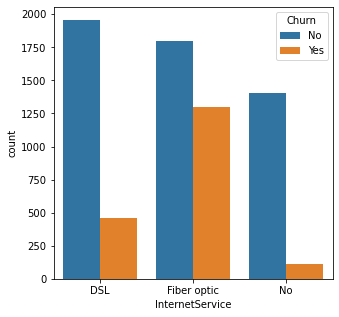 Churn
No
Yes
2000
1750
1500
1250
1000
750
500
250
0
count
DSL
Fiber optic
No
InternetService